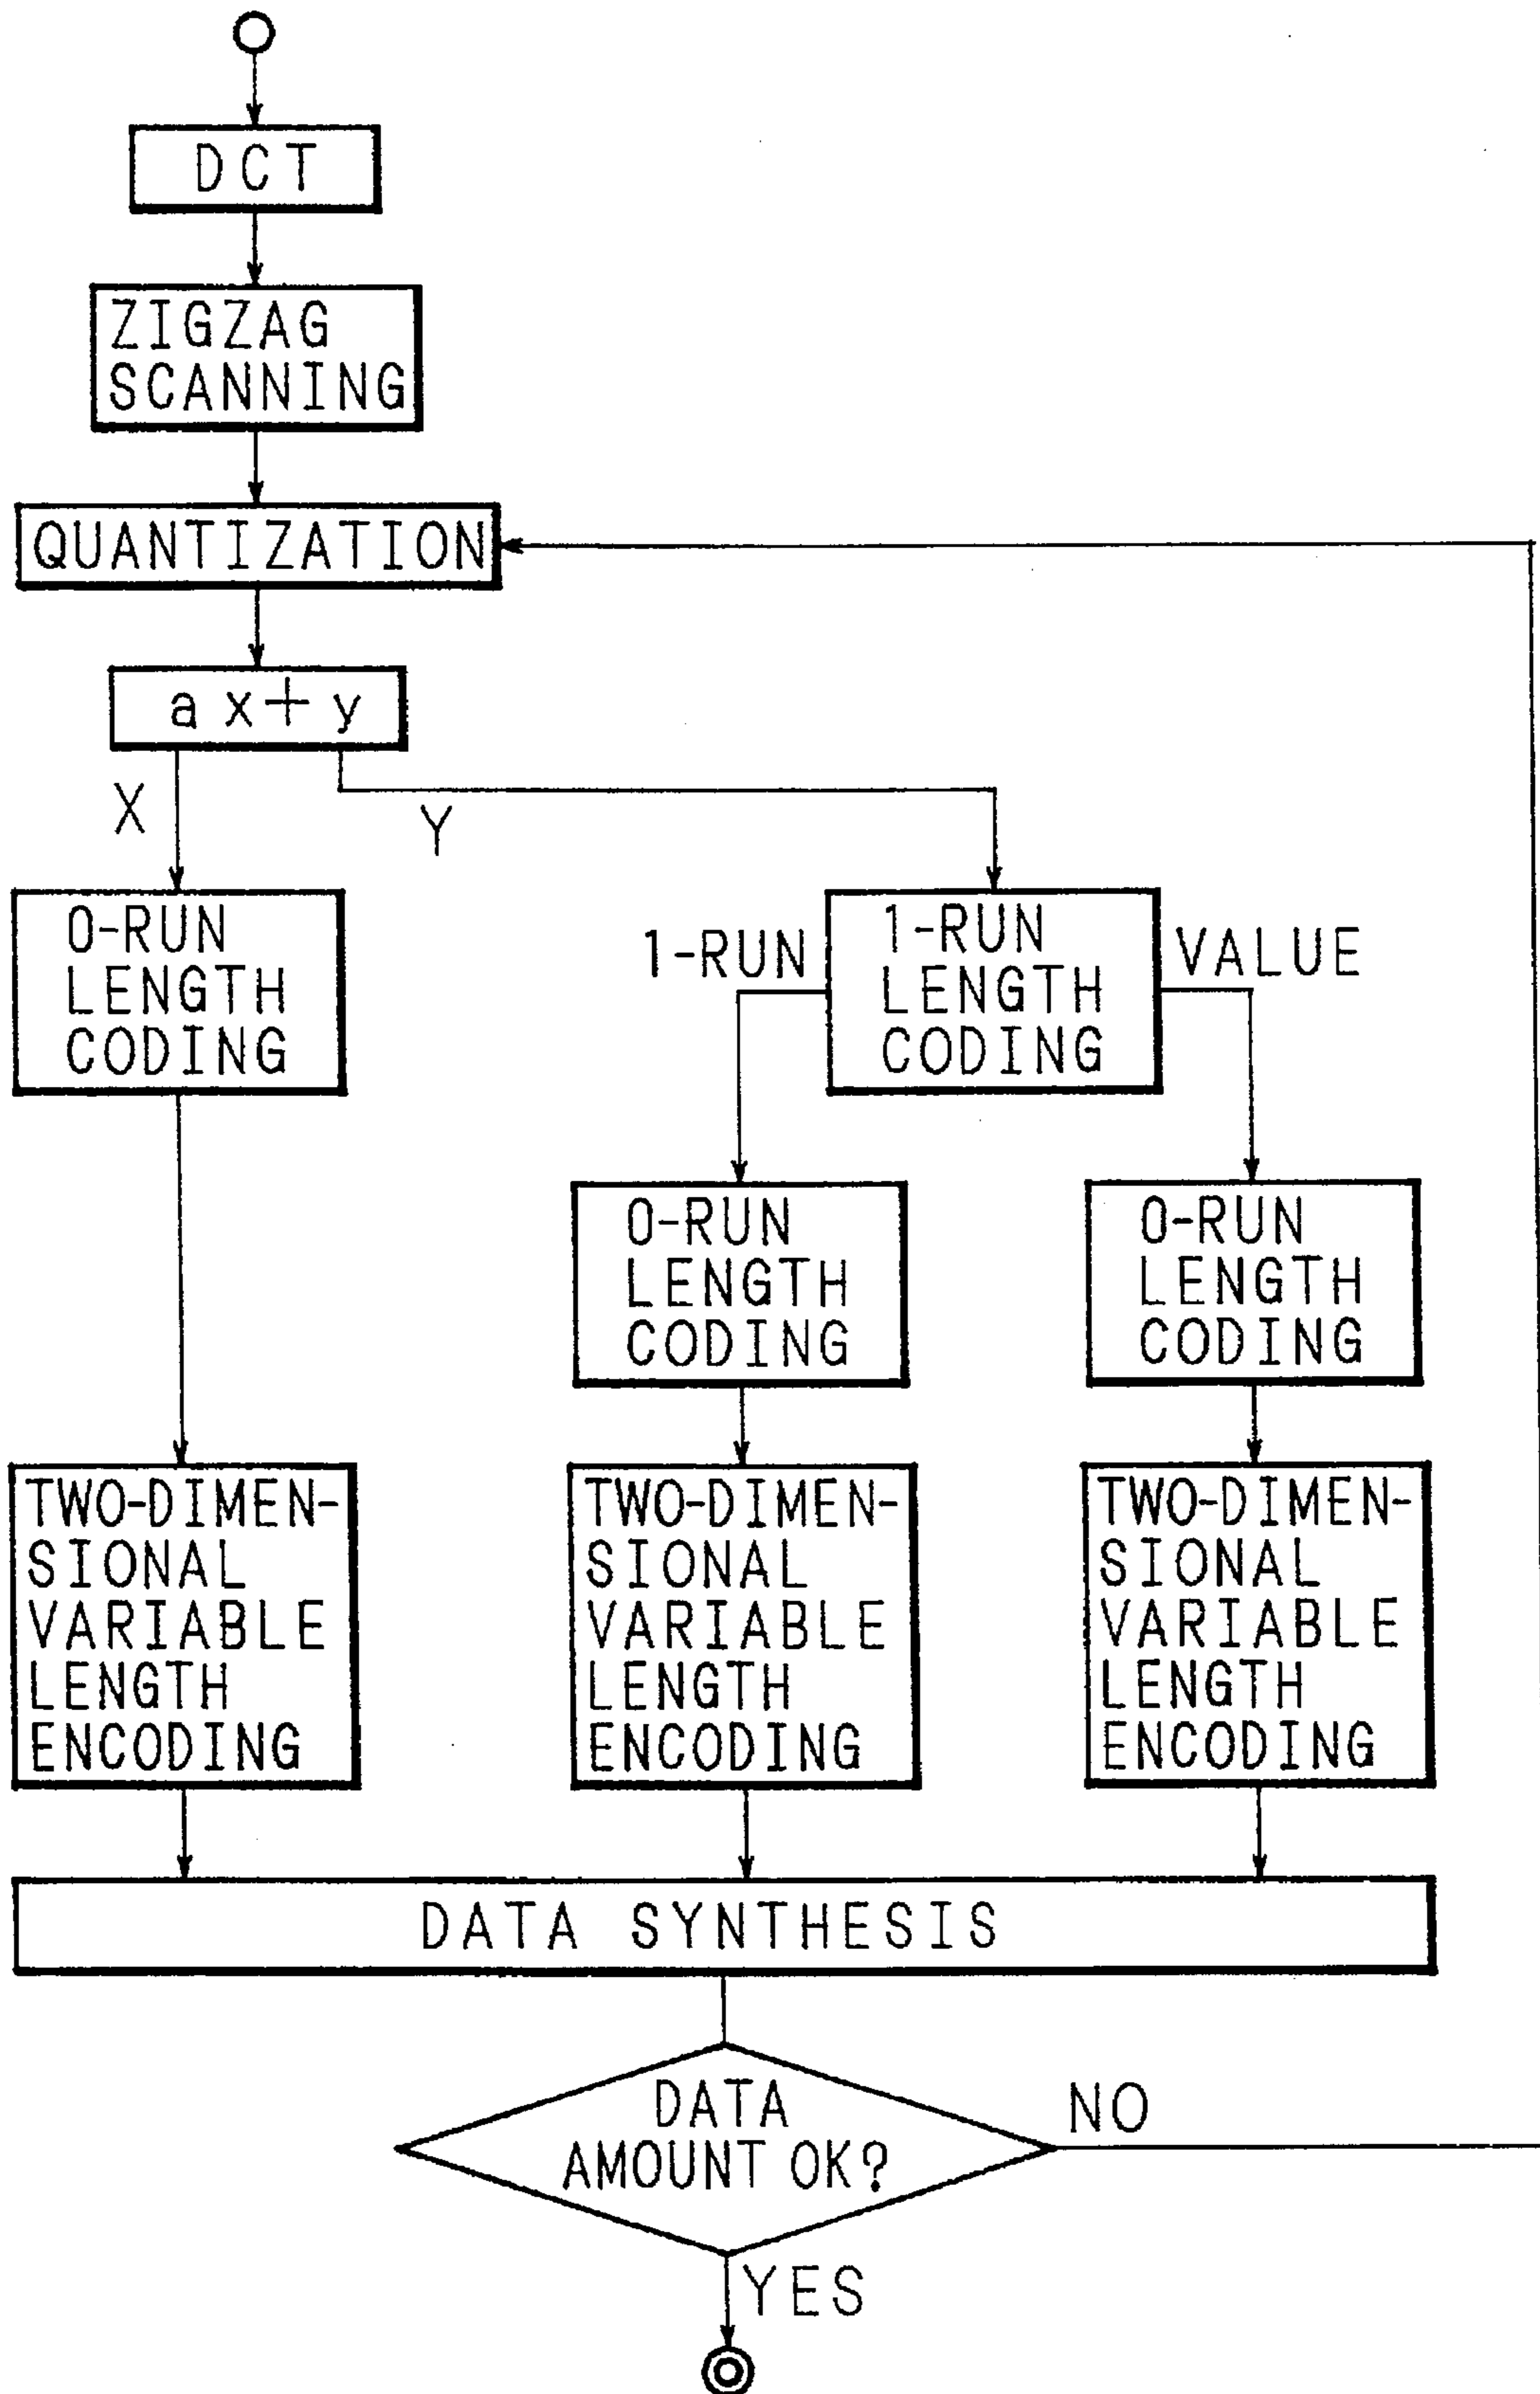 DCT
ZIGZAG
SCANNING
QUANTIZATION
ax+y
X
Y
0-RUN
LENGTH
CODING
1-RUN
1-RUN
LENGTH
CODING
VALUE
0-RUN
LENGTH
CODING
0-RUN
LENGTH
CODING
TWO-DIMEN-
SIONAL
VARIABLE
LENGTH
ENCODING
TWO-DIMEN-
SIONAL
VARIABLE
LENGTH
ENCODING
TWO-DIMEN-
SIONAL
VARIABLE
LENGTH
ENCODING
DATA SYNTHESIS
DATA
AMOUNT OK?
NO
YES